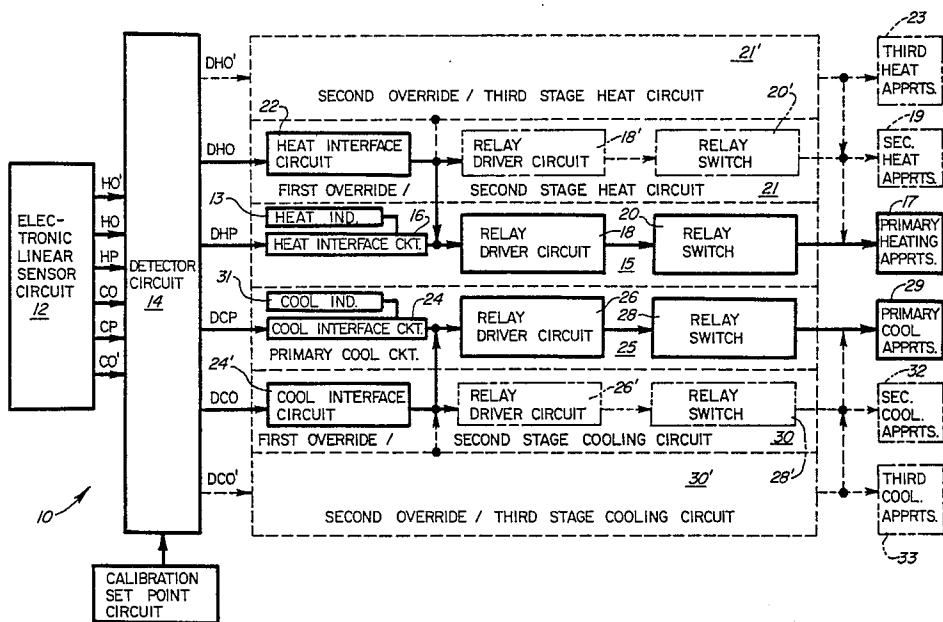 23
THIRD
HEAT
APPRTS.
DHO'
21'
SECOND OVERRIDE / THIRD STAGE HEAT CIRCUIT
22
20'
DHO
HEAT INTERFACE
CIRCUIT
RELAY
DRIVER CIRCUIT
18'
RELAY
SWITCH
19
SEC.
HEAT
APPRTS.
FIRST OVERRIDE /
SECOND STAGE HEAT CIRCUIT
21
ELEC-
TRONIC
LINEAR
SENSOR
CIRCUIT
12
HO'
HO
HP
CO
CP
CO'
DETECTOR
CIRCUIT
14
13
HEAT IND.
16
DHP
HEAT INTERFACE CKT.
RELAY
DRIVER CIRCUIT
18
15
20
RELAY
SWITCH
17
PRIMARY
HEATING
APPRTS.
31
COOL IND.
24
DCP
COOL INTERFACE CKT.
PRIMARY COOL CKT.
RELAY
DRIVER CIRCUIT
26
25
28
RELAY
SWITCH
29
PRIMARY
COOL
APPRTS.
24'
DCO
COOL INTERFACE
CIRCUIT
RELAY
DRIVER CIRCUIT
26'
RELAY
SWITCH
28'
32
SEC.
COOL.
APPRTS.
FIRST OVERRIDE /
SECOND STAGE COOLING CIRCUIT
30
DCO'
30'
SECOND OVERRIDE / THIRD STAGE COOLING CIRCUIT
THIRD
COOL.
APPRTS.
33
10
CALIBRATION
SET POINT
CIRCUIT